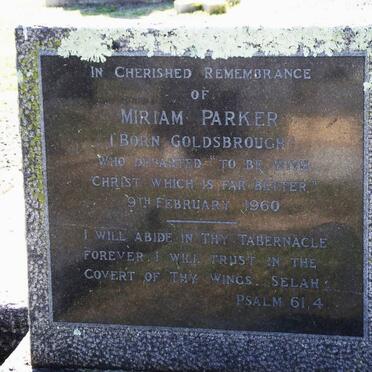 IN CHERISHED REMEMBRANCE
OF
MIRIAM PARKER
(BORN GOLDSBROUGH)
WHO DEPARTED "TO BE WITH
CHRIST WHICH IS FAR BETTER"
9TH FEBRUARY 1960
I WILL ABIDE IN THY TABERNACLE
FOREVER. I WILL TRUST IN THE
COVERT OF THY WINGS. SELAH.
PSALM 61.4